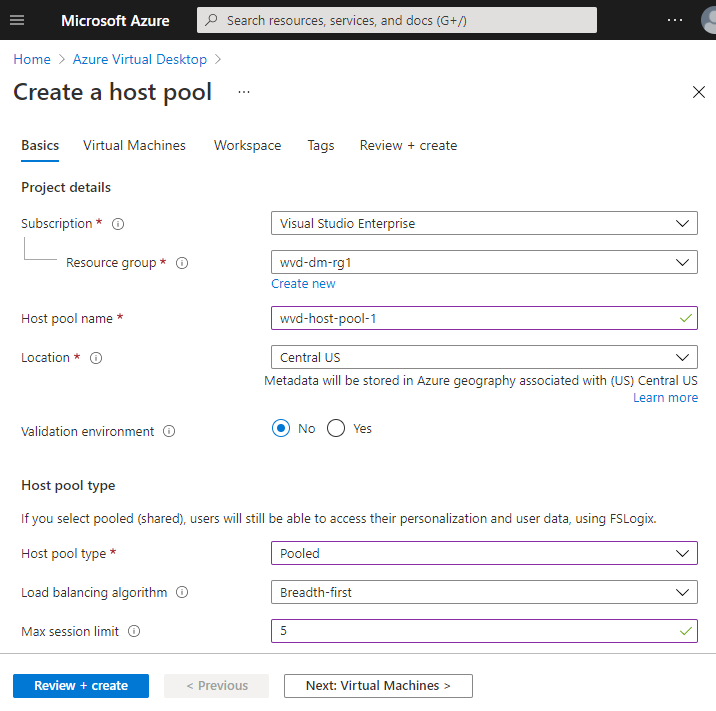 Microsoft Azure
Search resources, services, and docs (G+/)
Home > Azure Virtual Desktop >
Create a host pool ...
Basics Virtual Machines Workspace Tags Review + create
Project details
Subscription * Visual Studio Enterprise
Resource group * wvd-dm-rg1
Create new
Host pool name * wvd-host-pool-1
Location * Central US
Metadata will be stored in Azure geography associated with (US) Central US
Learn more
Validation environment No Yes
Host pool type
If you select pooled (shared), users will still be able to access their personalization and user data, using FSLogix.
Host pool type * Pooled
Load balancing algorithm Breadth-first
Max session limit 5
Review + create < Previous Next: Virtual Machines >